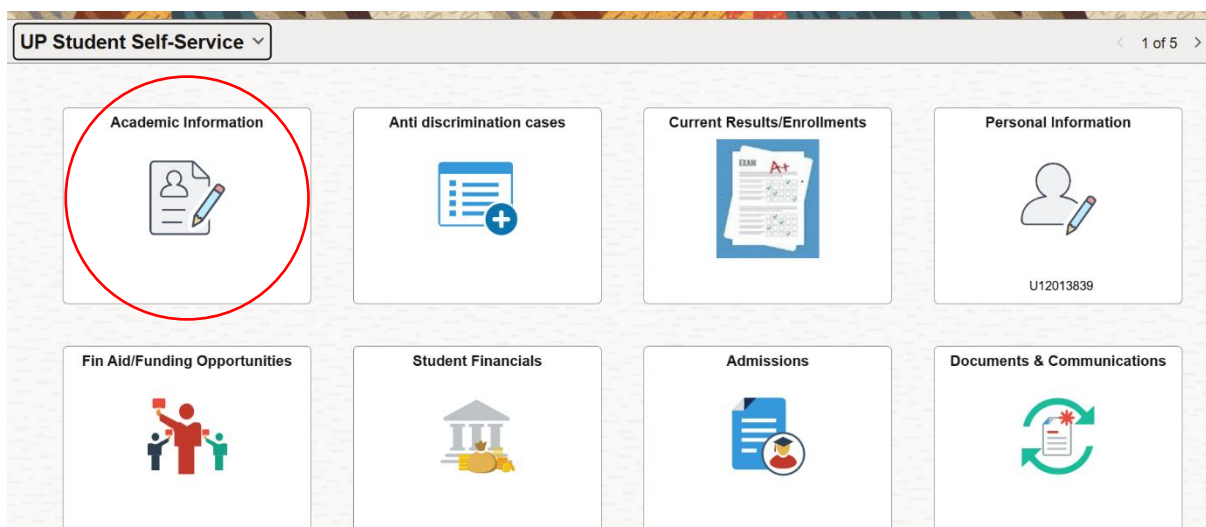 UP Student Self-Service
1 of 5
Academic Information
Anti discrimination cases
Current Results/Enrollments
Personal Information
EXAM A+
U12013839
Fin Aid/Funding Opportunities
Student Financials
Admissions
Documents & Communications